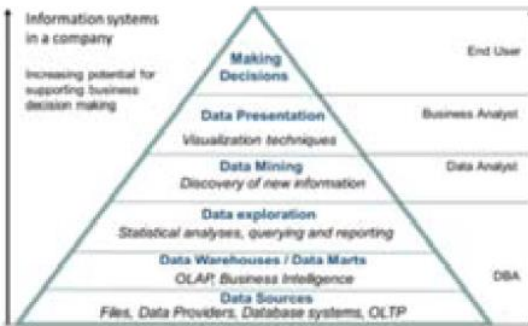 Information systems
in a company
Increasing potential for
supporting business
decision making
Making
Decisions
End User
Data Presentation
Visualization techniques
Business Analyst
Data Mining
Discovery of new information
Data Analyst
Data exploration
Statistical analyses, querying and reporting
Data Warehouses / Data Marts
OLAP, Business Intelligence
DBA
Data Sources
Files, Data Providers, Database systems, OLTP